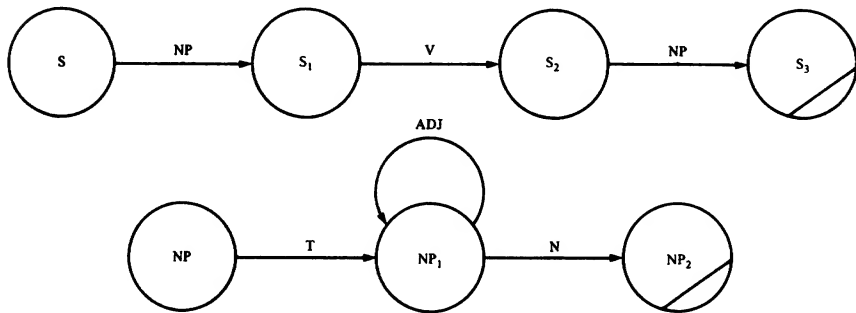 S NP S₁ V S₂ NP S₃
ADJ
NP T NP₁ N NP₂